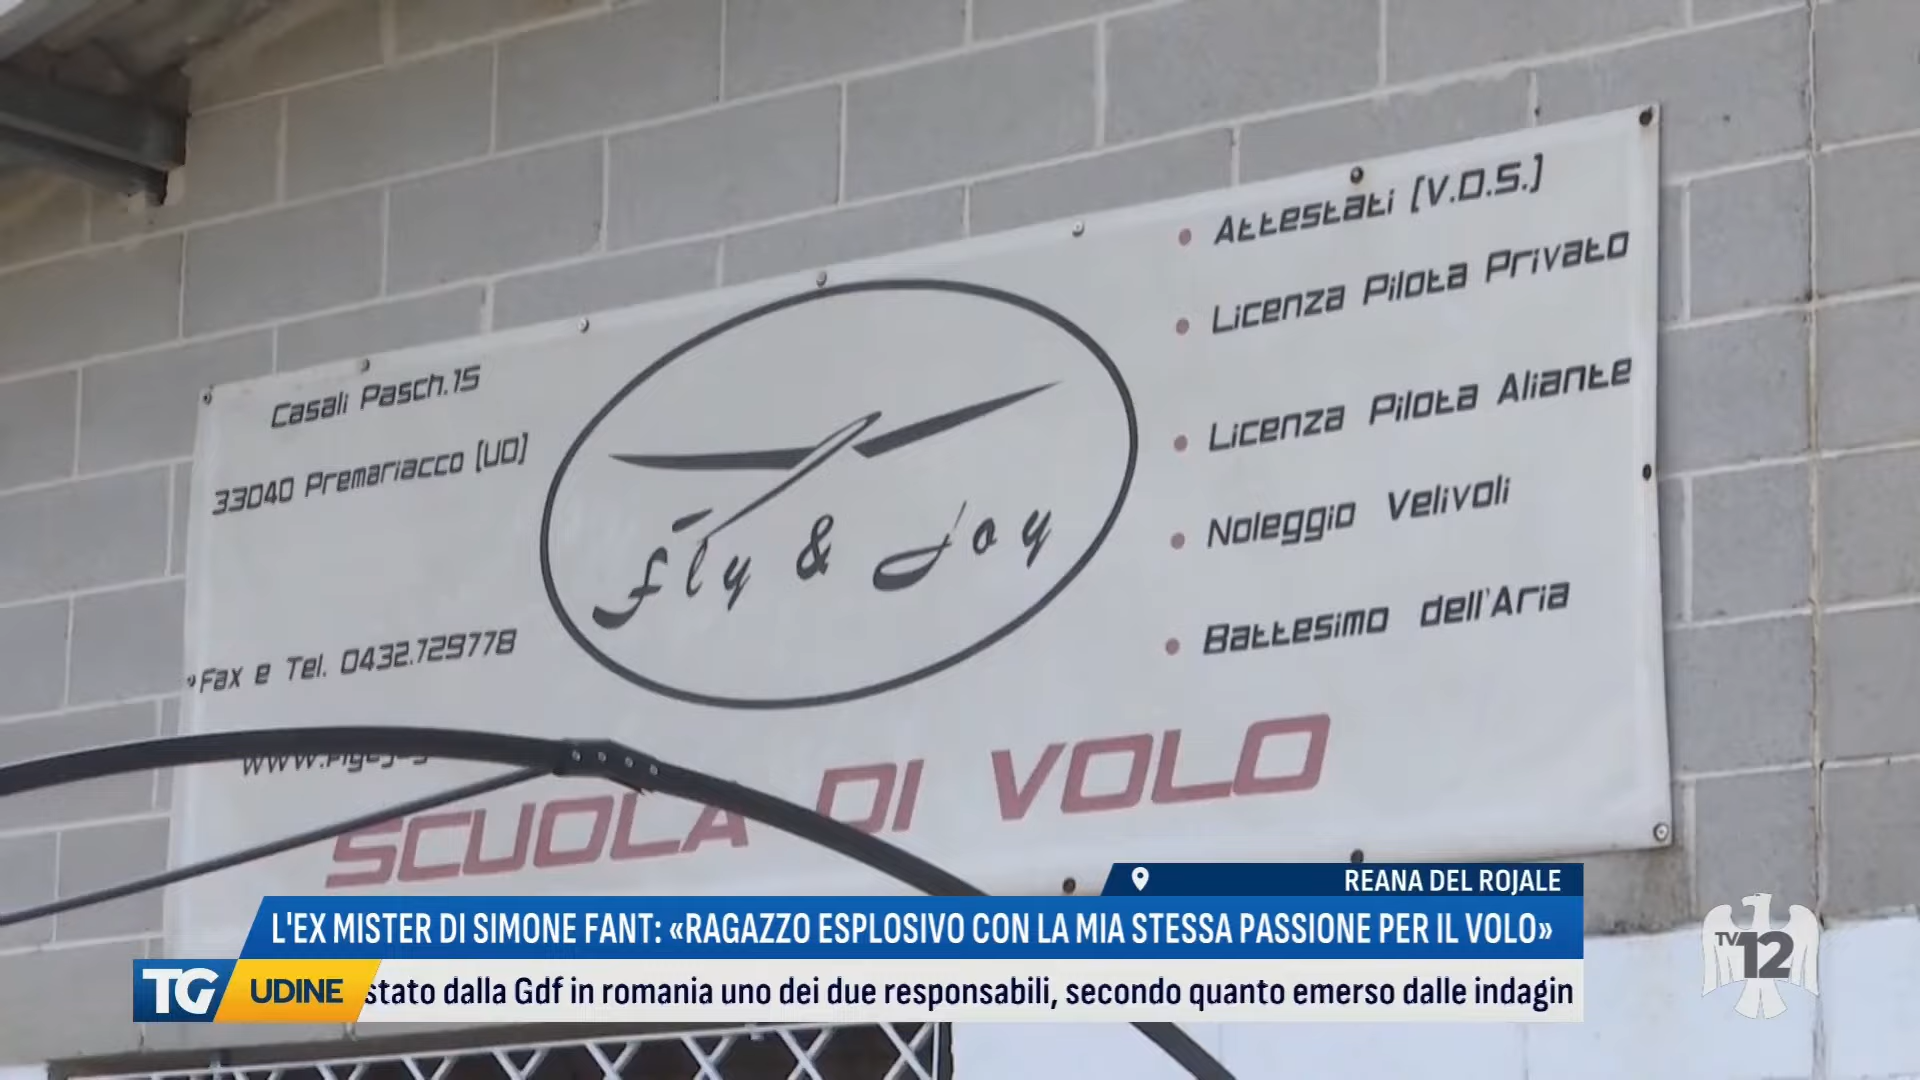 Casali Pasch.15
33040 Premariacco [UD]
Fax e Tel. 0432.729778
Fly & Joy
Attestati [V.D.S.]
Licenza Pilota Privato
Licenza Pilota Aliante
Noleggio Velivoli
Battesimo dell'Aria
SCUOLA DI VOLO
REANA DEL ROJALE
L'EX MISTER DI SIMONE FANT: «RAGAZZO ESPLOSIVO CON LA MIA STESSA PASSIONE PER IL VOLO»
TG UDINE
stato dalla Gdf in romania uno dei due responsabili, secondo quanto emerso dalle indagin
TV12